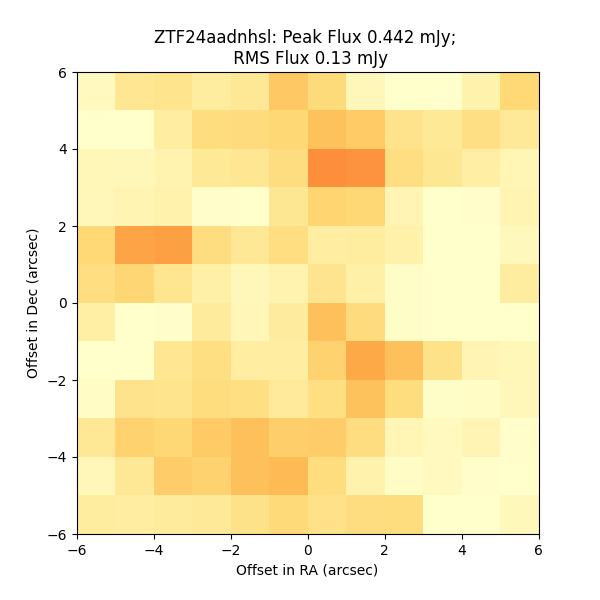 ZTF24aadnhsl: Peak Flux 0.442 mJy;
RMS Flux 0.13 mJy
6
4
2
0
−2
−4
−6
Offset in Dec (arcsec)
−6 −4 −2 0 2 4 6
Offset in RA (arcsec)